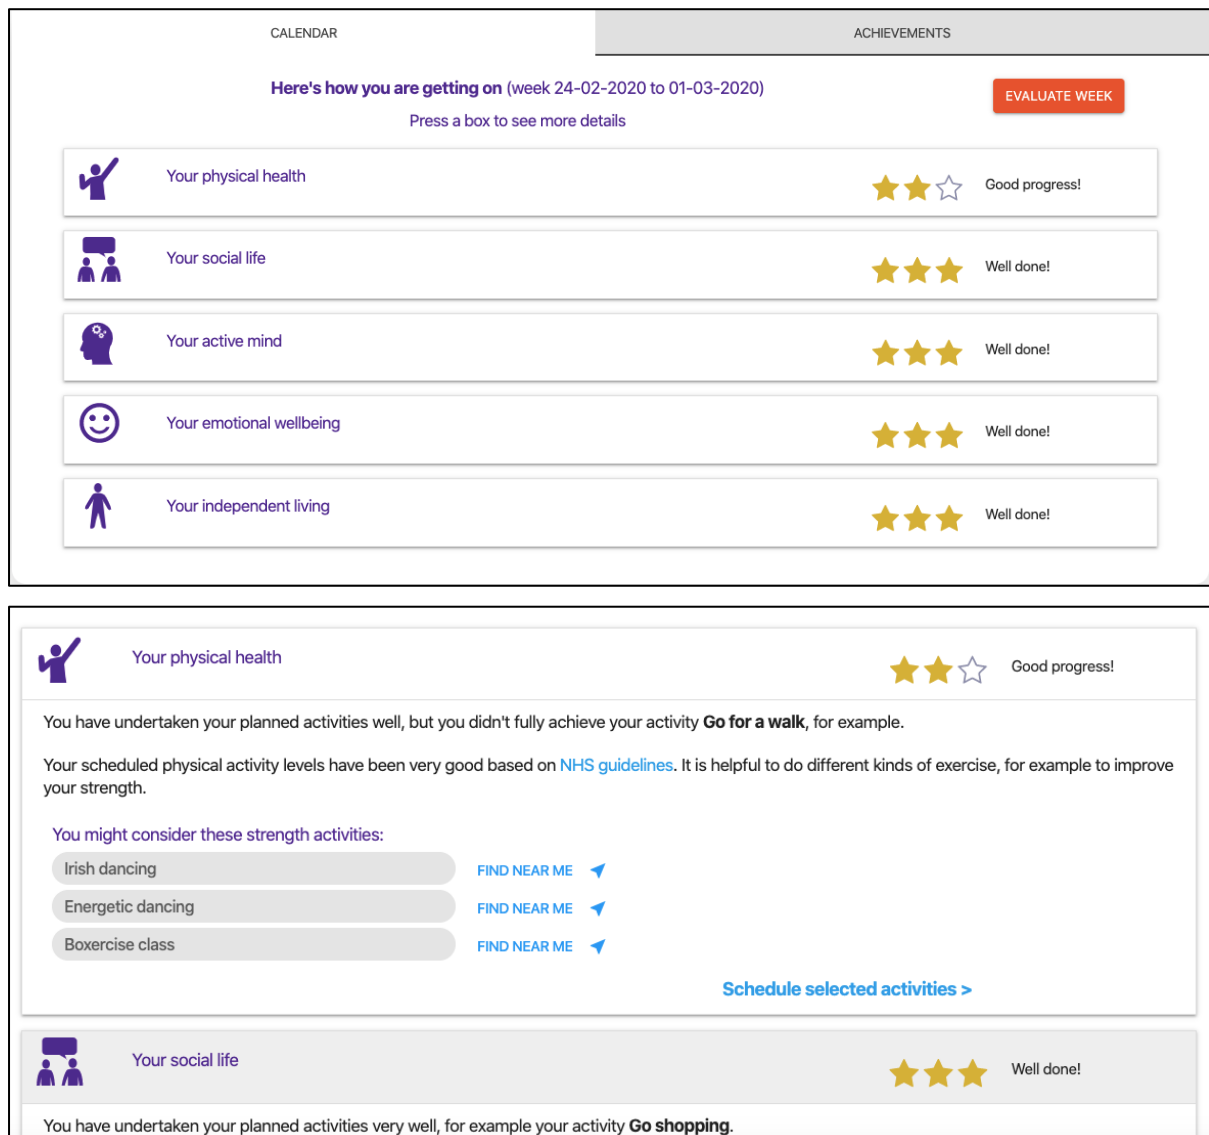 CALENDAR
ACHIEVEMENTS
Here's how you are getting on (week 24-02-2020 to 01-03-2020)
EVALUATE WEEK
Press a box to see more details
Your physical health
Good progress!
Your social life
Well done!
Your active mind
Well done!
Your emotional wellbeing
Well done!
Your independent living
Well done!
Your physical health
Good progress!
You have undertaken your planned activities well, but you didn't fully achieve your activity Go for a walk, for example.
Your scheduled physical activity levels have been very good based on NHS guidelines. It is helpful to do different kinds of exercise, for example to improve
your strength.
You might consider these strength activities:
Irish dancing
FIND NEAR ME
Energetic dancing
FIND NEAR ME
Boxercise class
FIND NEAR ME
Schedule selected activities >
Your social life
Well done!
You have undertaken your planned activities very well, for example your activity Go shopping.